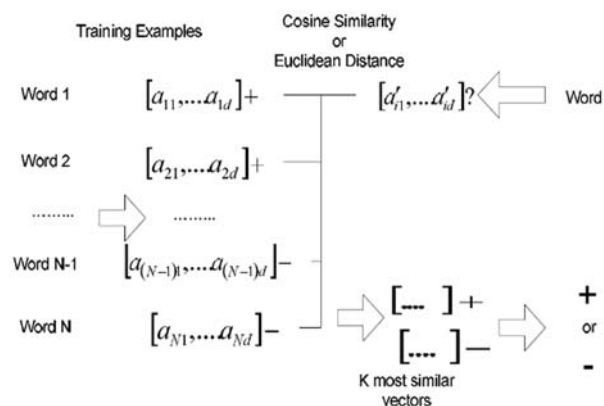 Training Examples
Cosine Similarity
or
Euclidean Distance
Word 1 [a11,....a1d]+ [a′i1,....a′id]? Word
Word 2 [a21,....a2d]+
......... .........
Word N-1 [a(N−1)1,....a(N−1)d]−
Word N [aN1,....aNd]−
[.... ]+
[.... ]−
K most similar
vectors
+
or
-